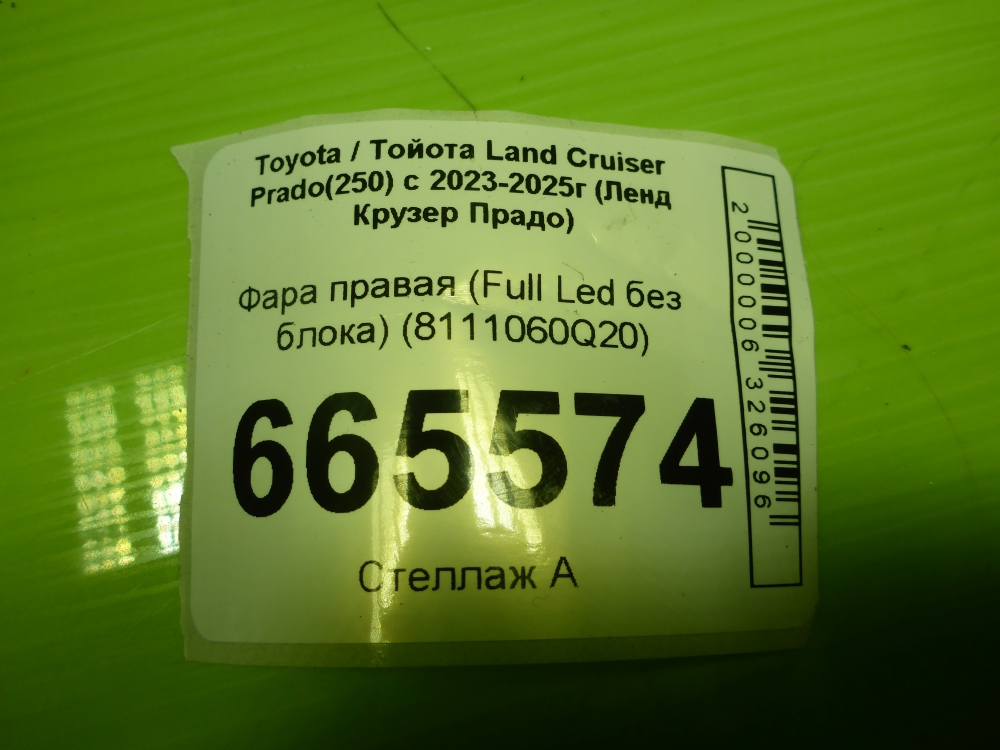 Toyota / Тойота Land Cruiser
Prado(250) с 2023-2025г (Ленд
Крузер Прадо)
Фара правая (Full Led без
блока) (8111060Q20)
665574
Стеллаж А
2000006326096